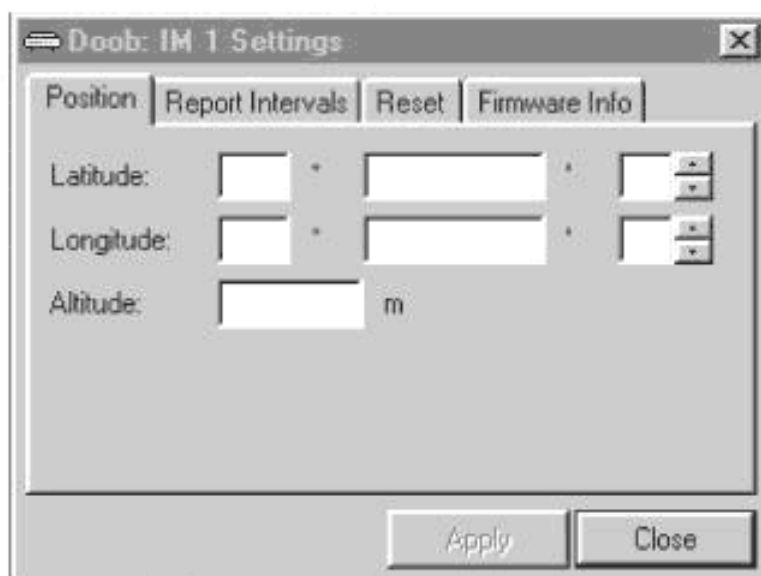 Doob: IM 1 Settings
Position Report Intervals Reset Firmware Info
Latitude: ° '
Longitude: ° '
Altitude: m
Apply Close